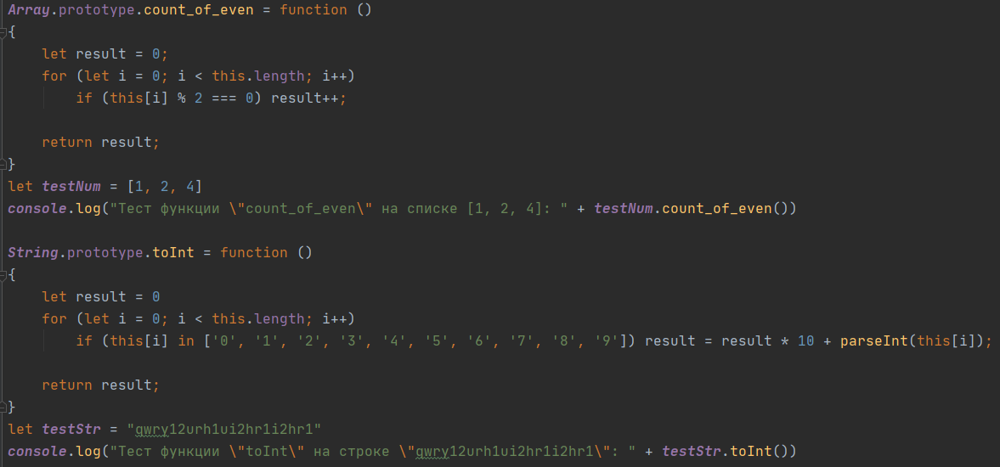 Array.prototype.count_of_even = function ()
{
    let result = 0;
    for (let i = 0; i < this.length; i++)
        if (this[i] % 2 === 0) result++;

    return result;
}
let testNum = [1, 2, 4]
console.log("Тест функции \"count_of_even\" на списке [1, 2, 4]: " + testNum.count_of_even())

String.prototype.toInt = function ()
{
    let result = 0
    for (let i = 0; i < this.length; i++)
        if (this[i] in ['0', '1', '2', '3', '4', '5', '6', '7', '8', '9']) result = result * 10 + parseInt(this[i]);

    return result;
}
let testStr = "qwry12urh1ui2hr1i2hr1"
console.log("Тест функции \"toInt\" на строке \"qwry12urh1ui2hr1i2hr1\": " + testStr.toInt())